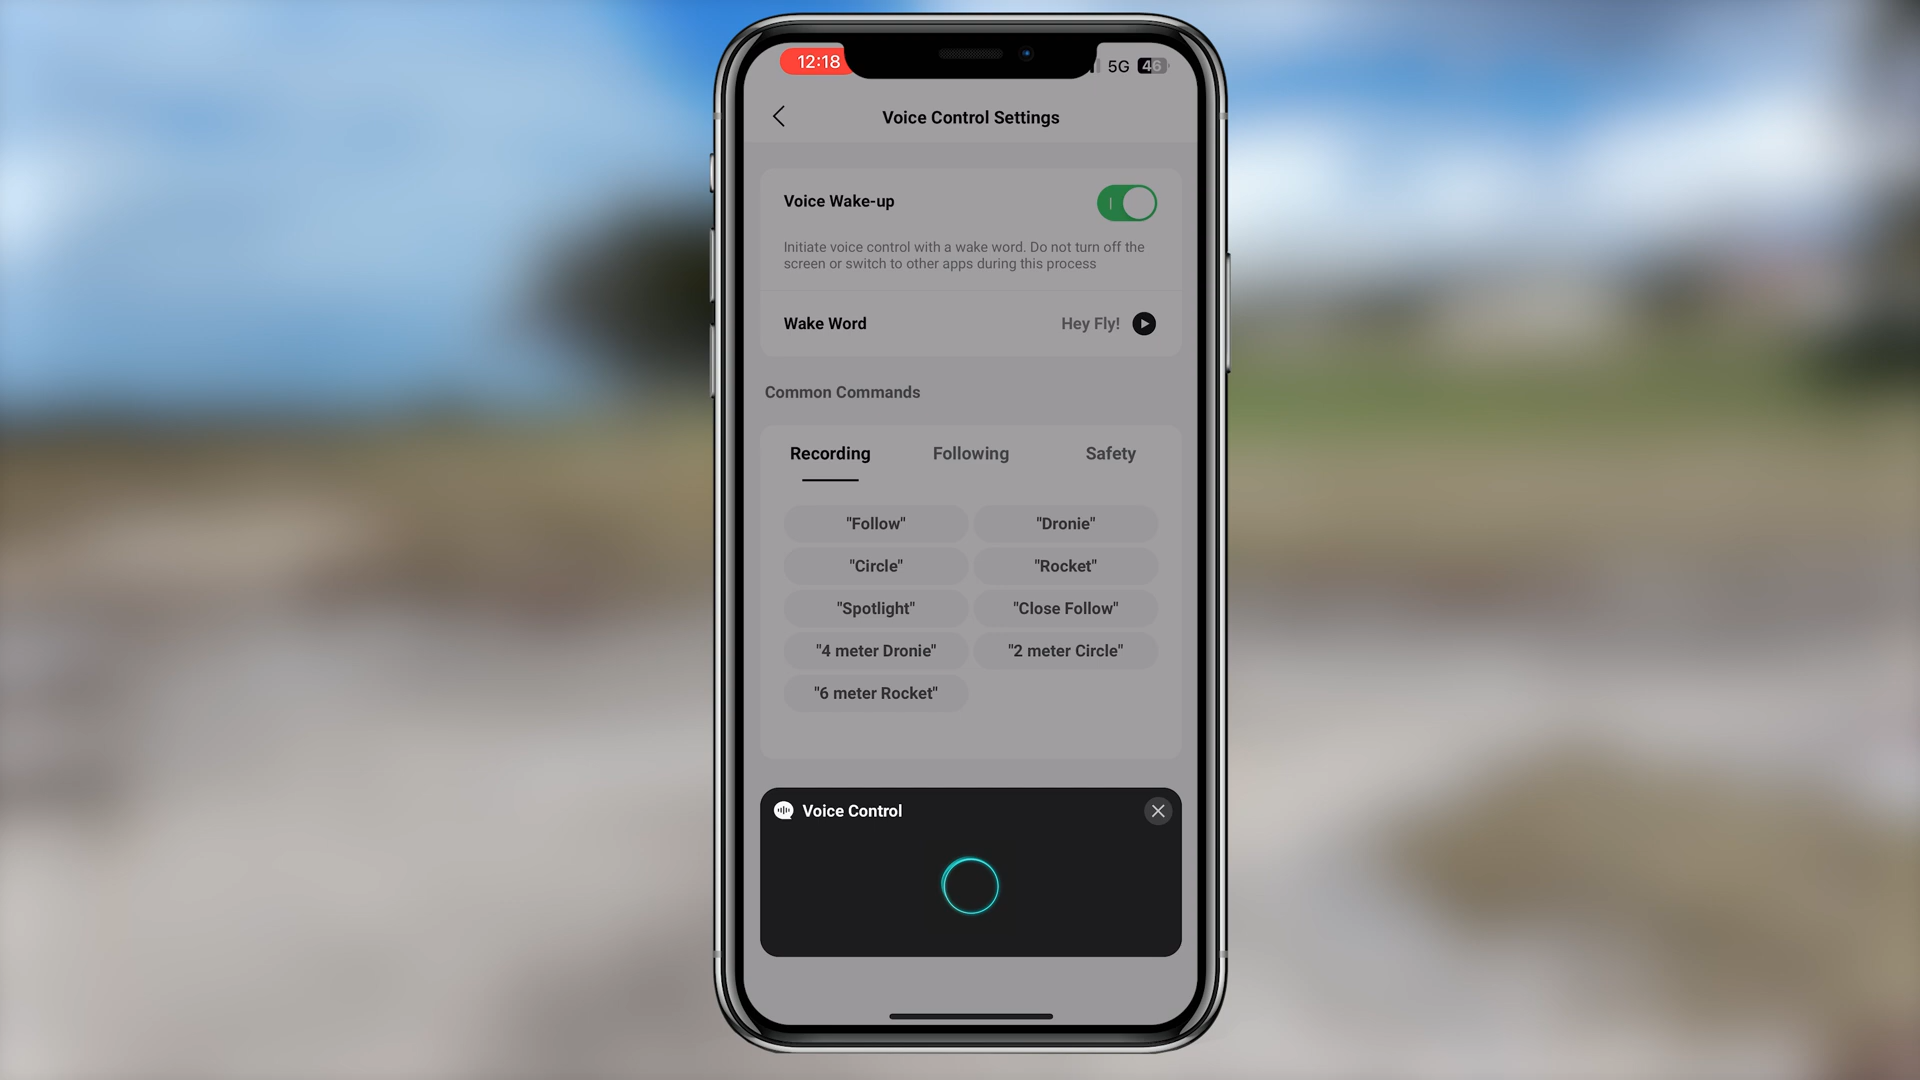 12:18
5G 46
Voice Control Settings
Voice Wake-up
Initiate voice control with a wake word. Do not turn off the
screen or switch to other apps during this process
Wake Word
Hey Fly!
Common Commands
Recording
Following
Safety
"Follow"
"Dronie"
"Circle"
"Rocket"
"Spotlight"
"Close Follow"
"4 meter Dronie"
"2 meter Circle"
"6 meter Rocket"
Voice Control